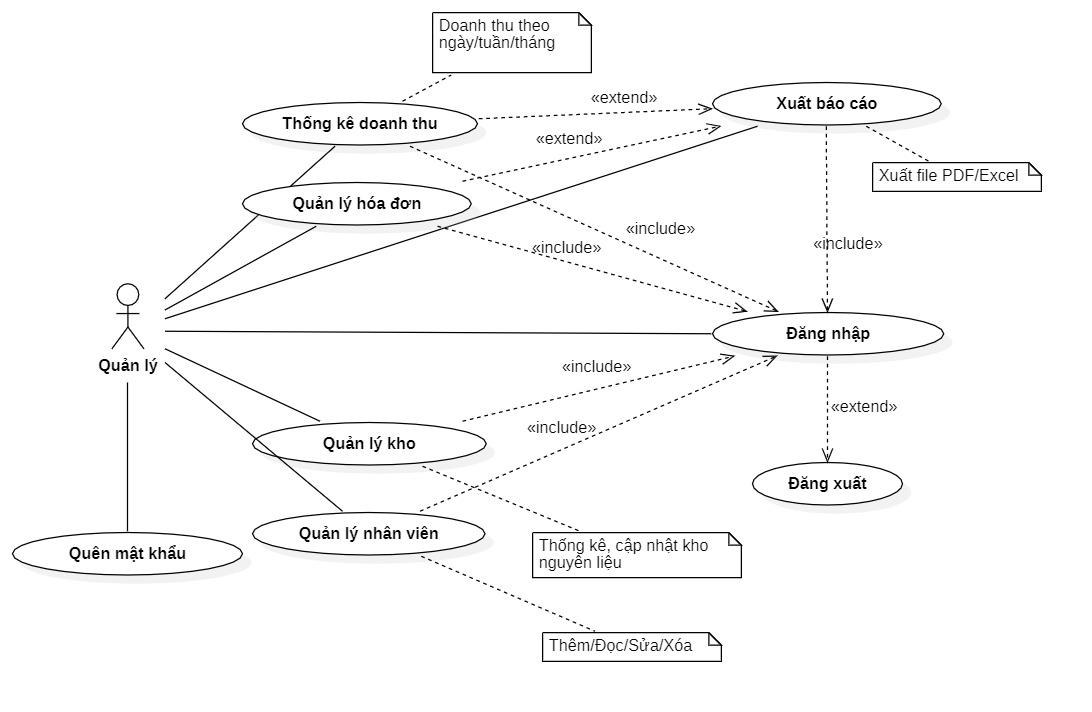 Doanh thu theo
ngày/tuần/tháng
«extend»
Xuất báo cáo
Thống kê doanh thu
«extend»
Xuất file PDF/Excel
Quản lý hóa đơn
«include»
«include»
«include»
Đăng nhập
Quản lý
«include»
«extend»
«include»
Quản lý kho
Đăng xuất
Quản lý nhân viên
Quên mật khẩu
Thống kê, cập nhật kho
nguyên liệu
Thêm/Đọc/Sửa/Xóa